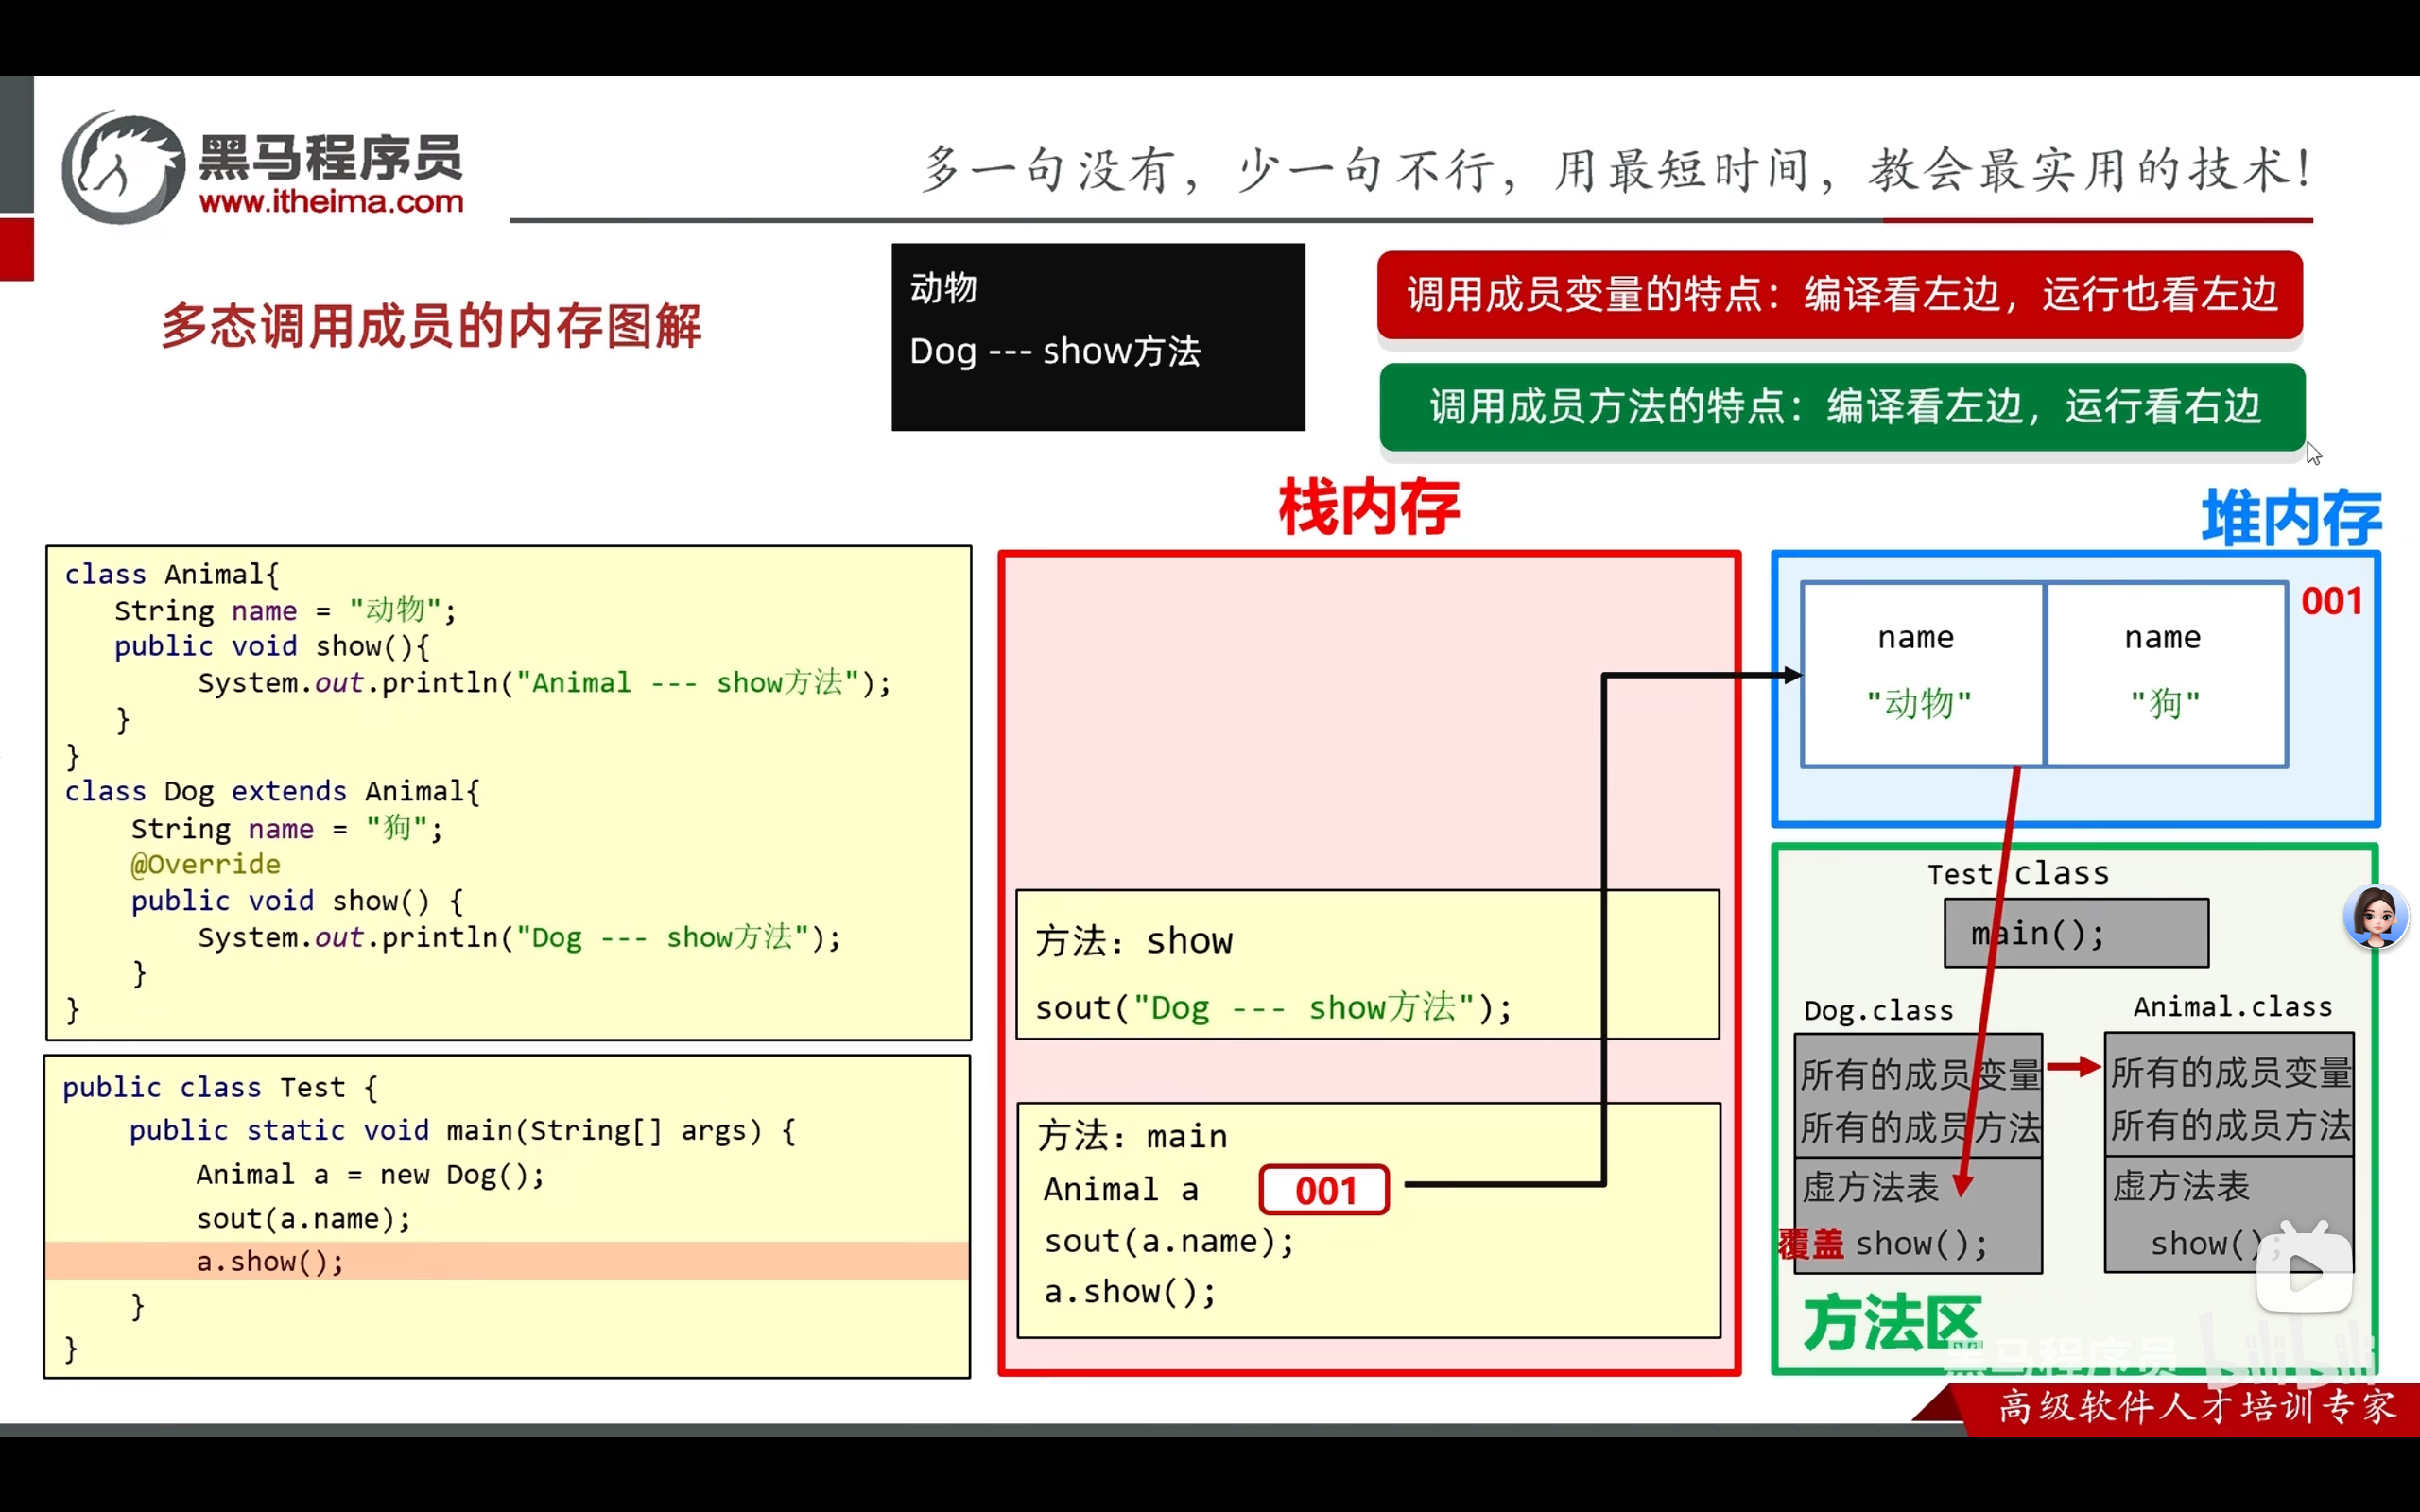 黑马程序员
www.itheima.com
多一句没有，少一句不行，用最短时间，教会最实用的技术！
多态调用成员的内存图解
动物
Dog --- show方法
调用成员变量的特点：编译看左边，运行也看左边
调用成员方法的特点：编译看左边，运行看右边
class Animal{
String name = "动物";
public void show(){
System.out.println("Animal --- show方法");
}
}
class Dog extends Animal{
String name = "狗";
@Override
public void show() {
System.out.println("Dog --- show方法");
}
}
public class Test {
public static void main(String[] args) {
Animal a = new Dog();
sout(a.name);
a.show();
}
}
栈内存
方法：show
sout("Dog --- show方法");
方法：main
Animal a 001
sout(a.name);
a.show();
堆内存
001
name
"动物"
name
"狗"
Test class
main();
Dog.class
所有的成员变量
所有的成员方法
虚方法表
覆盖 show();
Animal.class
所有的成员变量
所有的成员方法
虚方法表
show();
方法区
黑马程序员
bilibili
高级软件人才培训专家